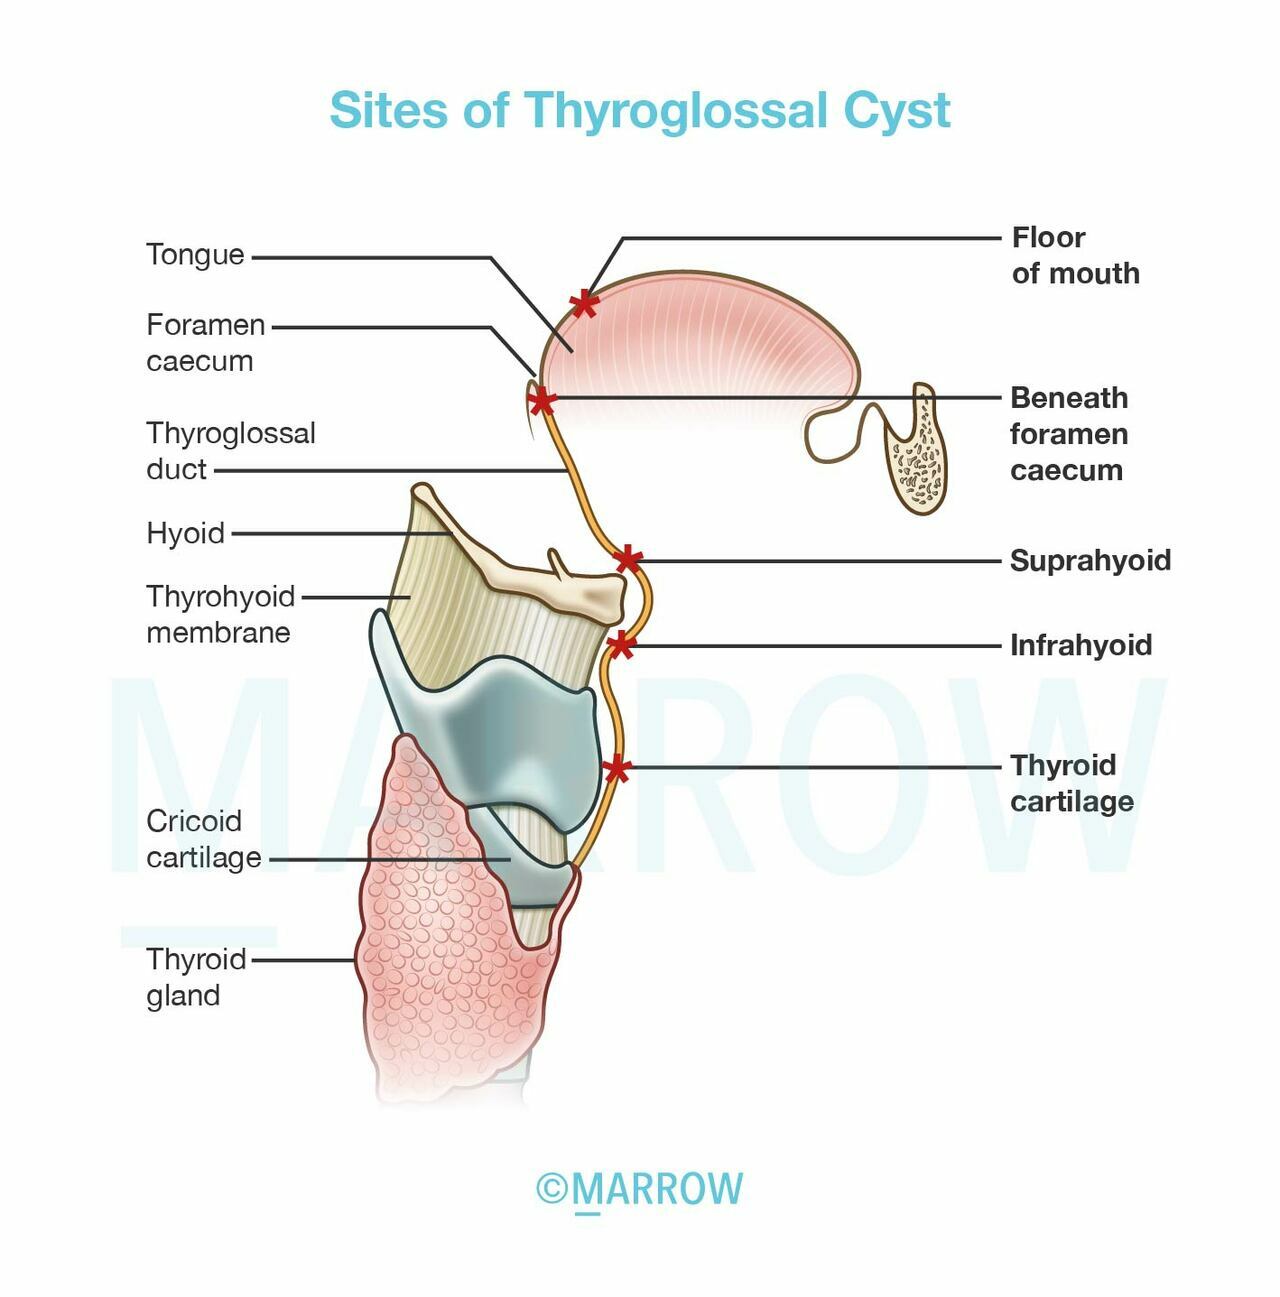 Sites of Thyroglossal Cyst
Tongue
Foramen
caecum
Thyroglossal
duct
Hyoid
Thyrohyoid
membrane
Cricoid
cartilage
Thyroid
gland
Floor
of mouth
Beneath
foramen
caecum
Suprahyoid
Infrahyoid
Thyroid
cartilage
MARROW
©MARROW